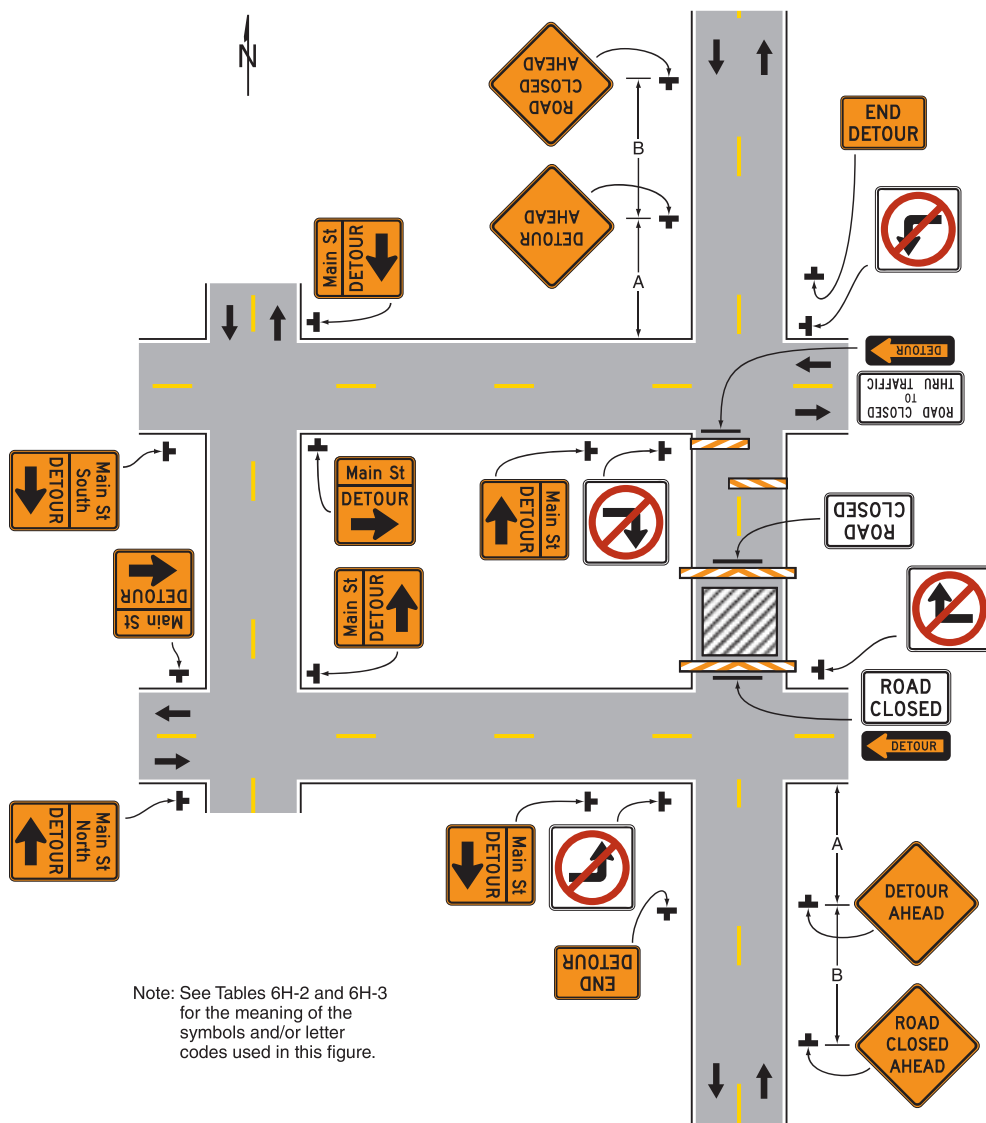 N
ROAD
CLOSED
AHEAD
B
END
DETOUR
DETOUR
AHEAD
Main St
DETOUR
A
DETOUR
ROAD CLOSED
TO
THRU TRAFFIC
Main St
South
DETOUR
Main St
DETOUR
Main St
DETOUR
ROAD
CLOSED
Main St
DETOUR
Main St
DETOUR
ROAD
CLOSED
DETOUR
Main St
North
DETOUR
Main St
DETOUR
A
DETOUR
AHEAD
END
DETOUR
B
Note: See Tables 6H-2 and 6H-3
for the meaning of the
symbols and/or letter
codes used in this figure.
ROAD
CLOSED
AHEAD